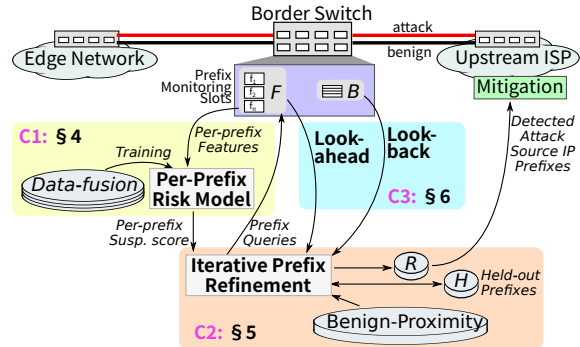 Border Switch
attack
benign
Edge Network
Upstream ISP
Prefix
Monitoring
Slots
f1
f2
fn
F
B
Mitigation
C1: § 4
Per-prefix
Features
Look-
ahead
Look-
back
Detected
Attack
Source IP
Prefixes
Training
Data-fusion
Per-Prefix
Risk Model
C3: § 6
Per-prefix
Susp. score
Prefix
Queries
Iterative Prefix
Refinement
R
H
Held-out
Prefixes
Benign-Proximity
C2: § 5